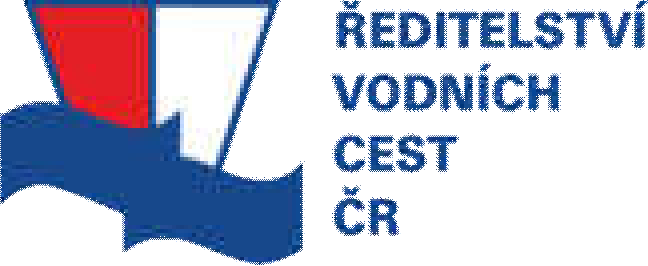 ŘEDITELSTVÍ
VODNÍCH
CEST
ČR